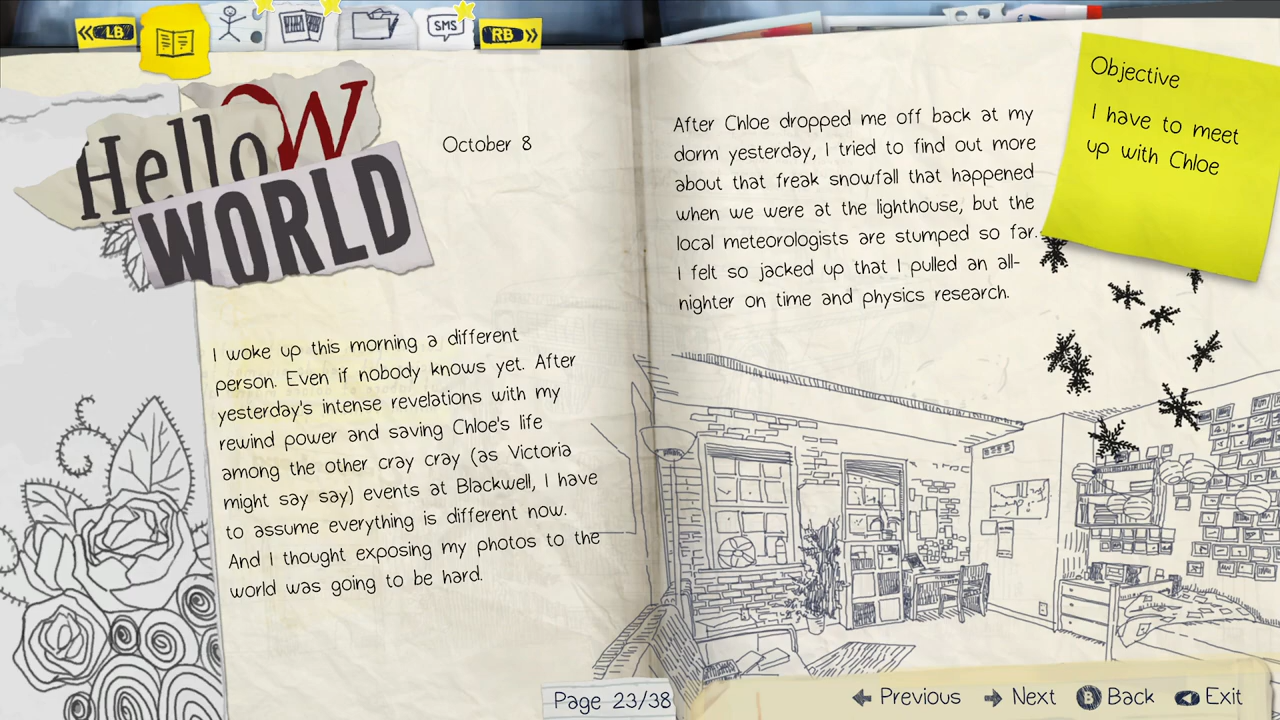 LB
SMS
RB
HelloW
WORLD
October 8
I woke up this morning a different
person. Even if nobody knows yet. After
yesterday's intense revelations with my
rewind power and saving Chloe's life
among the other cray cray (as Victoria
might say say) events at Blackwell, I have
to assume everything is different now.
And I thought exposing my photos to the
world was going to be hard.
After Chloe dropped me off back at my
dorm yesterday, I tried to find out more
about that freak snowfall that happened
when we were at the lighthouse, but the
local meteorologists are stumped so far.
I felt so jacked up that I pulled an all-
nighter on time and physics research.
Objective
I have to meet
up with Chloe
Page 23/38
Previous
Next
B Back
Exit